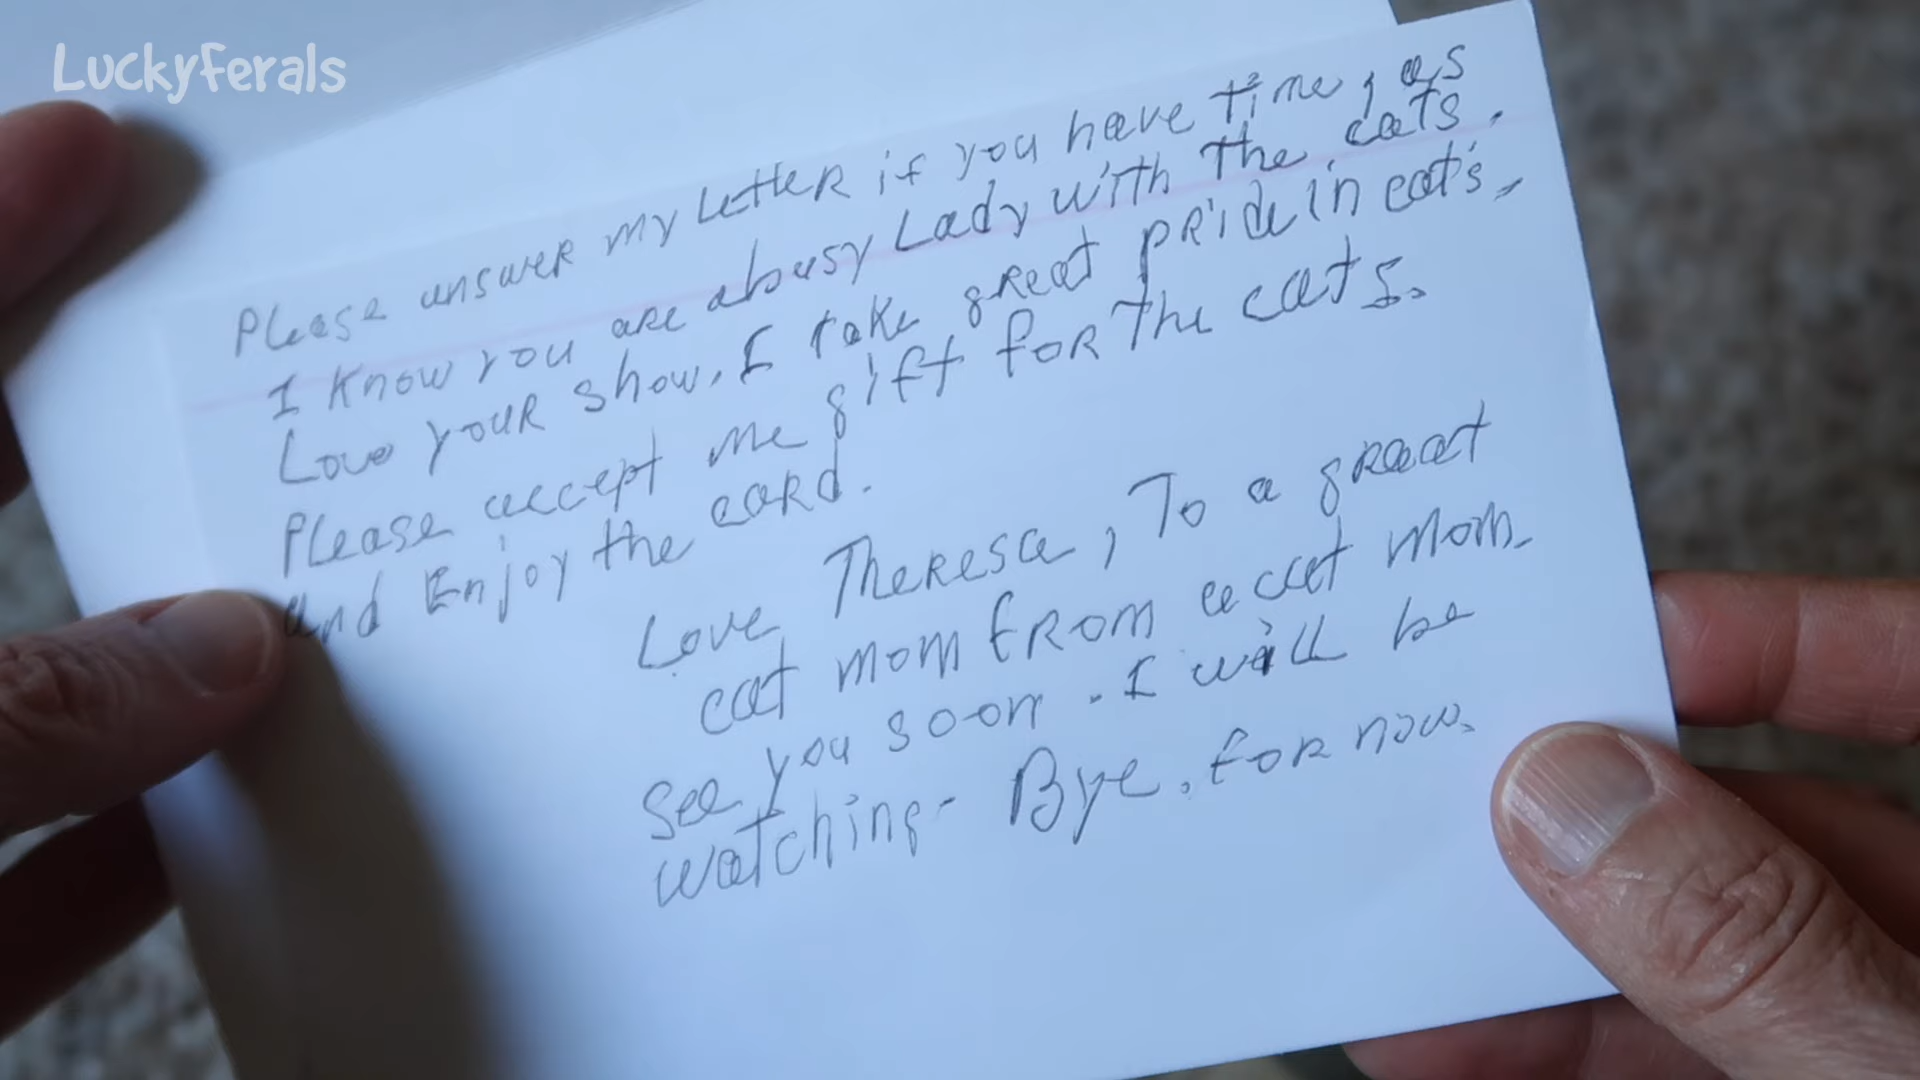 Luckyferals
Please answer my Letter if you have time, as
I Know you are a busy Lady with the cats.
Love your show. I take great pride in cat's.
Please accept me gift for the cats.
and Enjoy the card.
Love Theresa, To a great
cat mom from a cat mom.
See you soon. I will be
watching- Bye. for now.